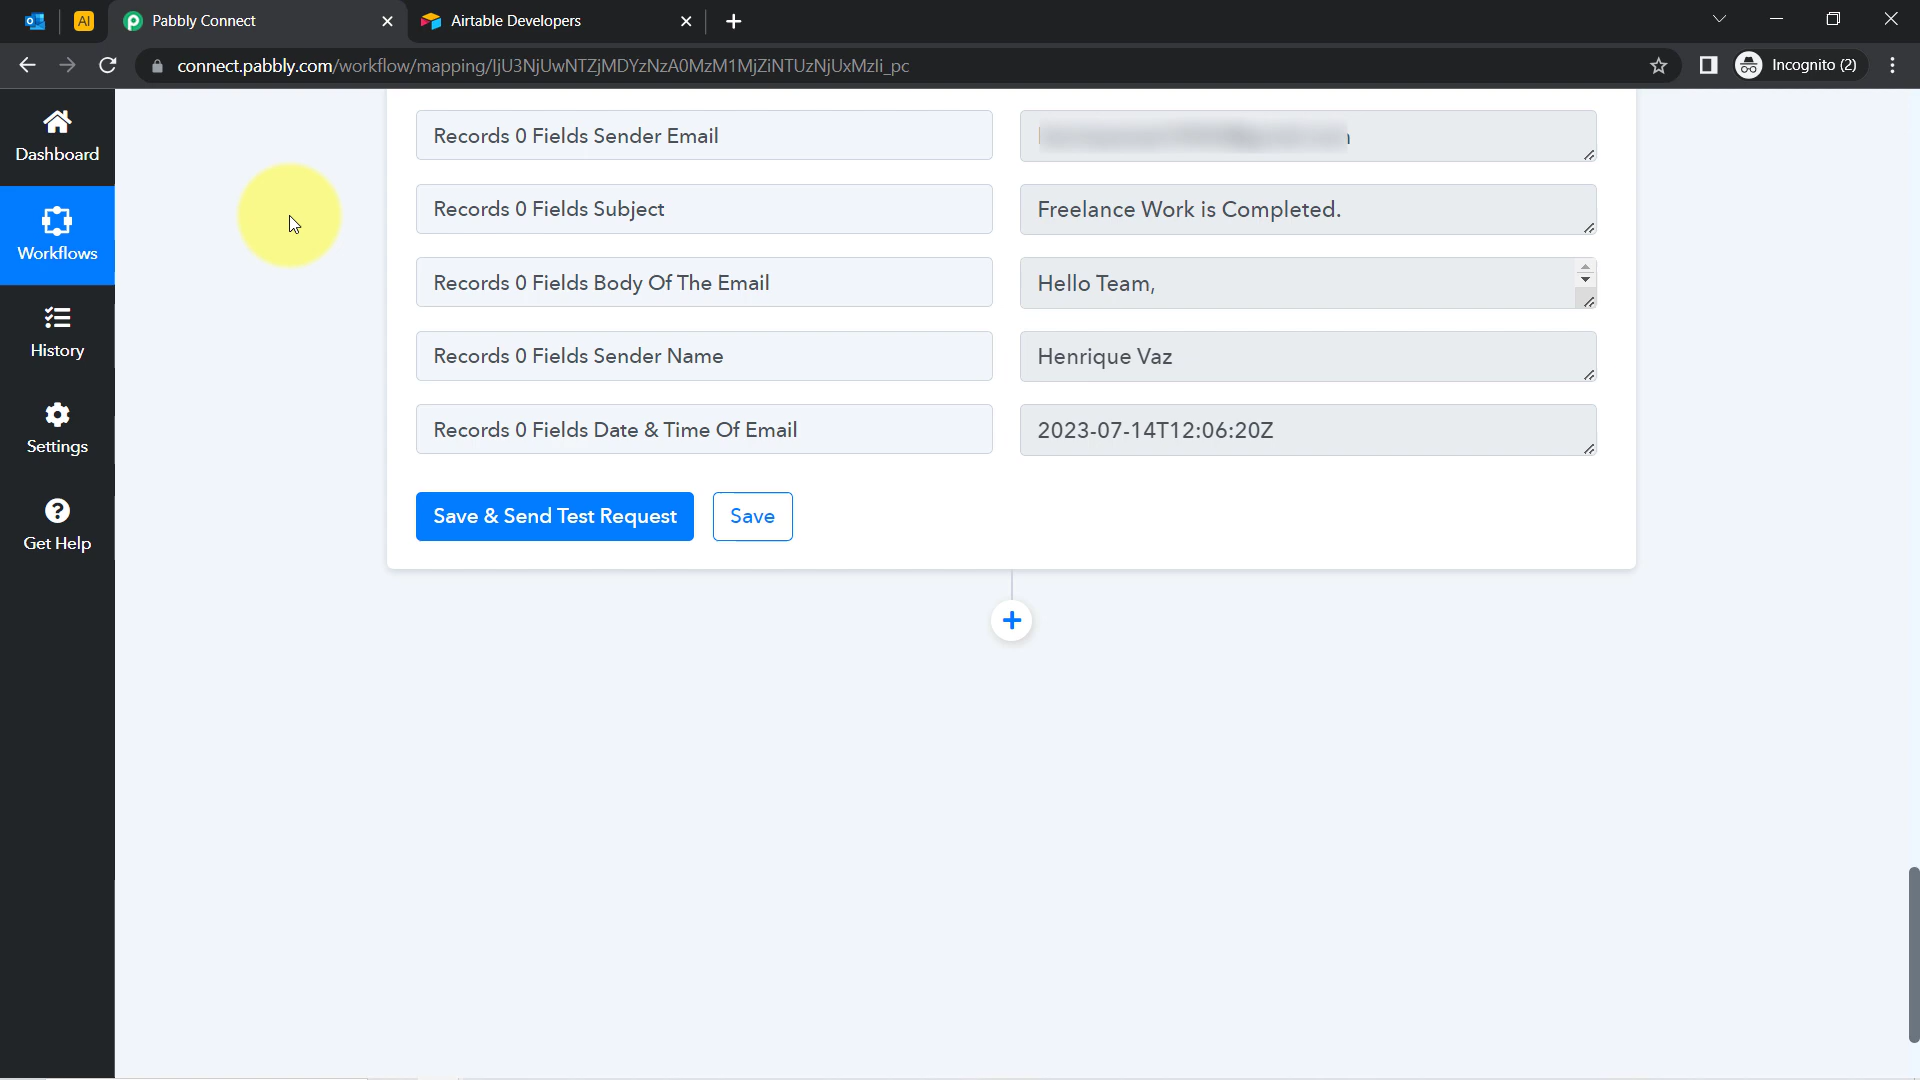 AI
Pabbly Connect
Airtable Developers
connect.pabbly.com/workflow/mapping/IjU3NjUwNTZjMDYzNzA0MzM1MjZiNTUzNjUxMzIi_pc
Incognito (2)
Dashboard
Workflows
History
Settings
Get Help
Records 0 Fields Sender Email
Records 0 Fields Subject
Freelance Work is Completed.
Records 0 Fields Body Of The Email
Hello Team,
Records 0 Fields Sender Name
Henrique Vaz
Records 0 Fields Date & Time Of Email
2023-07-14T12:06:20Z
Save & Send Test Request
Save